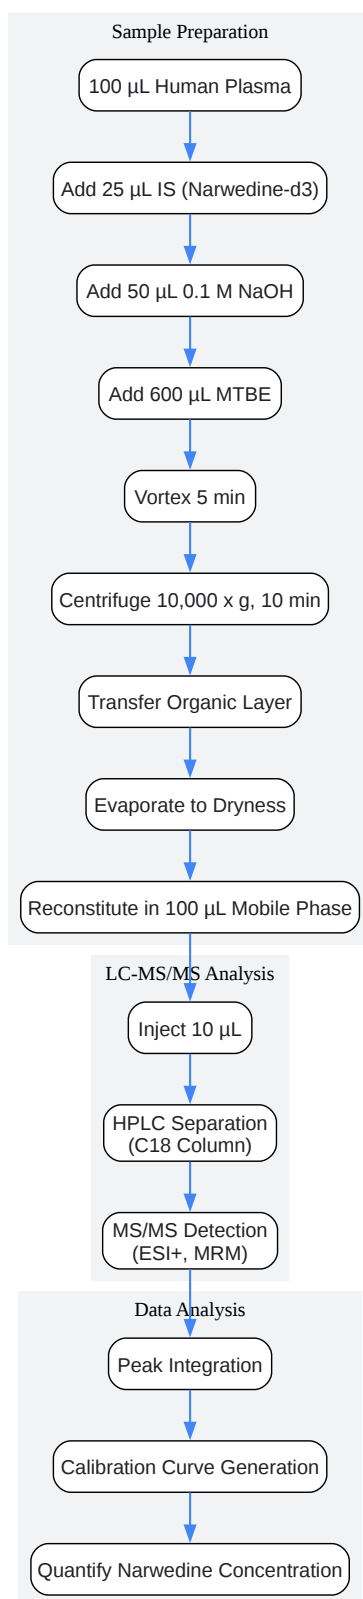 Sample Preparation
100 µL Human Plasma
Add 25 µL IS (Narwedine-d3)
Add 50 µL 0.1 M NaOH
Add 600 µL MTBE
Vortex 5 min
Centrifuge 10,000 x g, 10 min
Transfer Organic Layer
Evaporate to Dryness
Reconstitute in 100 µL Mobile Phase
LC-MS/MS Analysis
Inject 10 µL
HPLC Separation
(C18 Column)
MS/MS Detection
(ESI+, MRM)
Data Analysis
Peak Integration
Calibration Curve Generation
Quantify Narwedine Concentration